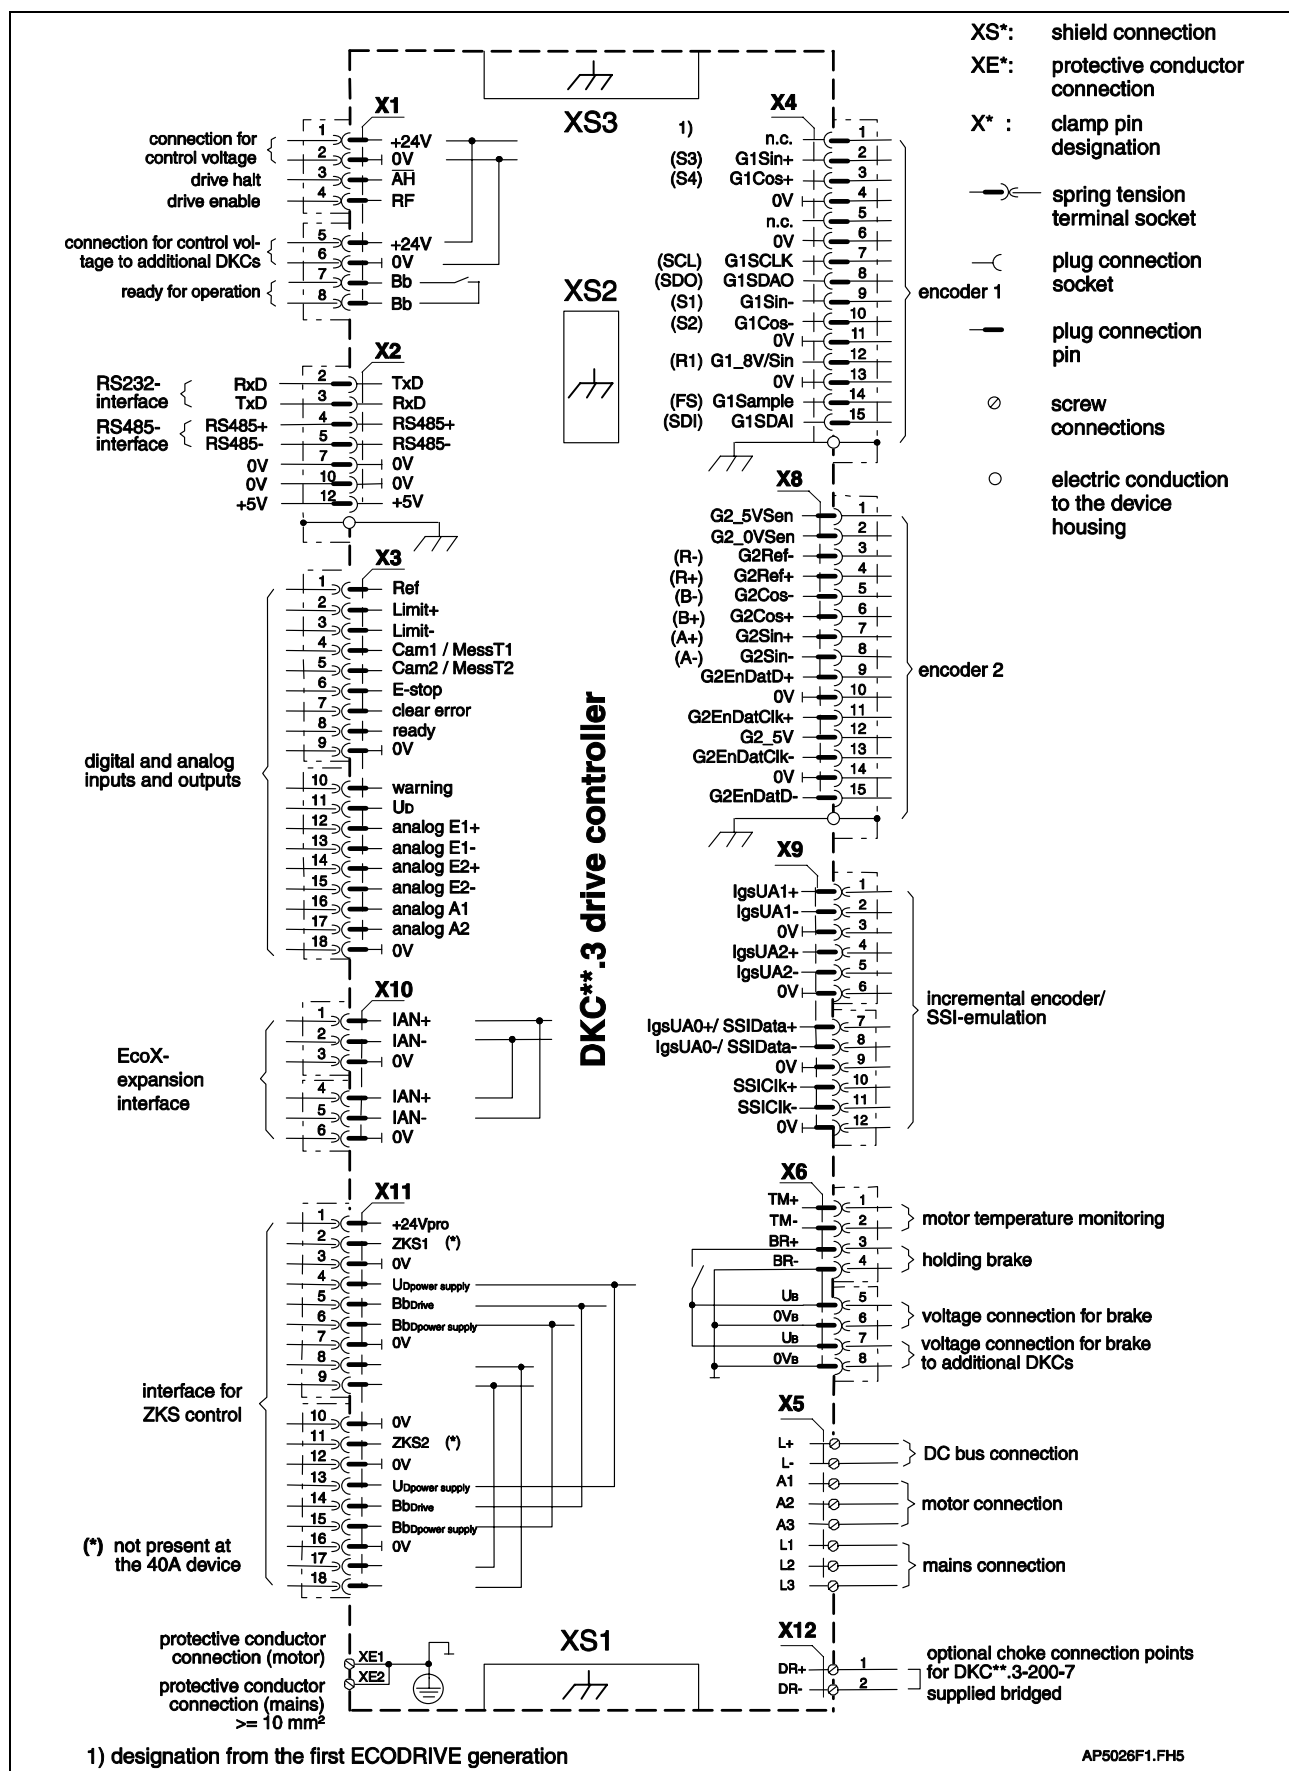 XS*: shield connection
XE*: protective conductor
connection
X* : clamp pin
designation
spring tension
terminal socket
plug connection
socket
plug connection
pin
screw
connections
electric conduction
to the device
housing
XS3
XS2
DKC**.3 drive controller
X1
connection for
control voltage
1 +24V
2 0V
drive halt 3 AH
drive enable 4 RF
connection for control vol-
tage to additional DKCs
5 +24V
6 0V
ready for operation
7 Bb
8 Bb
X2
RS232-
interface
RxD 2 TxD
TxD 3 RxD
RS485-
interface
RS485+ 4 RS485+
RS485- 5 RS485-
0V 7 0V
0V 10 0V
+5V 12 +5V
X3
digital and analog
inputs and outputs
1 Ref
2 Limit+
3 Limit-
4 Cam1 / MessT1
5 Cam2 / MessT2
6 E-stop
7 clear error
8 ready
9 0V
10 warning
11 UD
12 analog E1+
13 analog E1-
14 analog E2+
15 analog E2-
16 analog A1
17 analog A2
18 0V
X10
EcoX-
expansion
interface
1 IAN+
2 IAN-
3 0V
4 IAN+
5 IAN-
6 0V
X11
interface for
ZKS control
1 +24Vpro
2 ZKS1 (*)
3 0V
4 UDpower supply
5 BbDrive
6 BbDpower supply
7 0V
8
9
10 0V
11 ZKS2 (*)
12 0V
13 UDpower supply
14 BbDrive
15 BbDpower supply
16 0V
17
18
(*) not present at
the 40A device
protective conductor
connection (motor)
XE1
XE2
protective conductor
connection (mains)
>= 10 mm²
XS1
X4
1) n.c. 1
(S3) G1Sin+ 2
(S4) G1Cos+ 3
0V 4
n.c. 5
0V 6
(SCL) G1SCLK 7
(SDO) G1SDAO 8
(S1) G1Sin- 9
(S2) G1Cos- 10
0V 11
(R1) G1_8V/Sin 12
0V 13
(FS) G1Sample 14
(SDI) G1SDAI 15
encoder 1
X8
G2_5VSen 1
G2_0VSen 2
(R-) G2Ref- 3
(R+) G2Ref+ 4
(B-) G2Cos- 5
(B+) G2Cos+ 6
(A+) G2Sin+ 7
(A-) G2Sin- 8
G2EnDatD+ 9
0V 10
G2EnDatClk+ 11
G2_5V 12
G2EnDatClk- 13
0V 14
G2EnDatD- 15
encoder 2
X9
IgsUA1+ 1
IgsUA1- 2
0V 3
IgsUA2+ 4
IgsUA2- 5
0V 6
IgsUA0+/ SSIData+ 7
IgsUA0-/ SSIData- 8
0V 9
SSIClk+ 10
SSIClk- 11
0V 12
incremental encoder/
SSI-emulation
X6
TM+ 1
TM- 2
motor temperature monitoring
BR+ 3
BR- 4
holding brake
UB 5
0VB 6
voltage connection for brake
UB 7
0VB 8
voltage connection for brake
to additional DKCs
X5
L+
L-
DC bus connection
A1
A2
A3
motor connection
L1
L2
L3
mains connection
X12
DR+ 1
DR- 2
optional choke connection points
for DKC**.3-200-7
supplied bridged
1) designation from the first ECODRIVE generation
AP5026F1.FH5